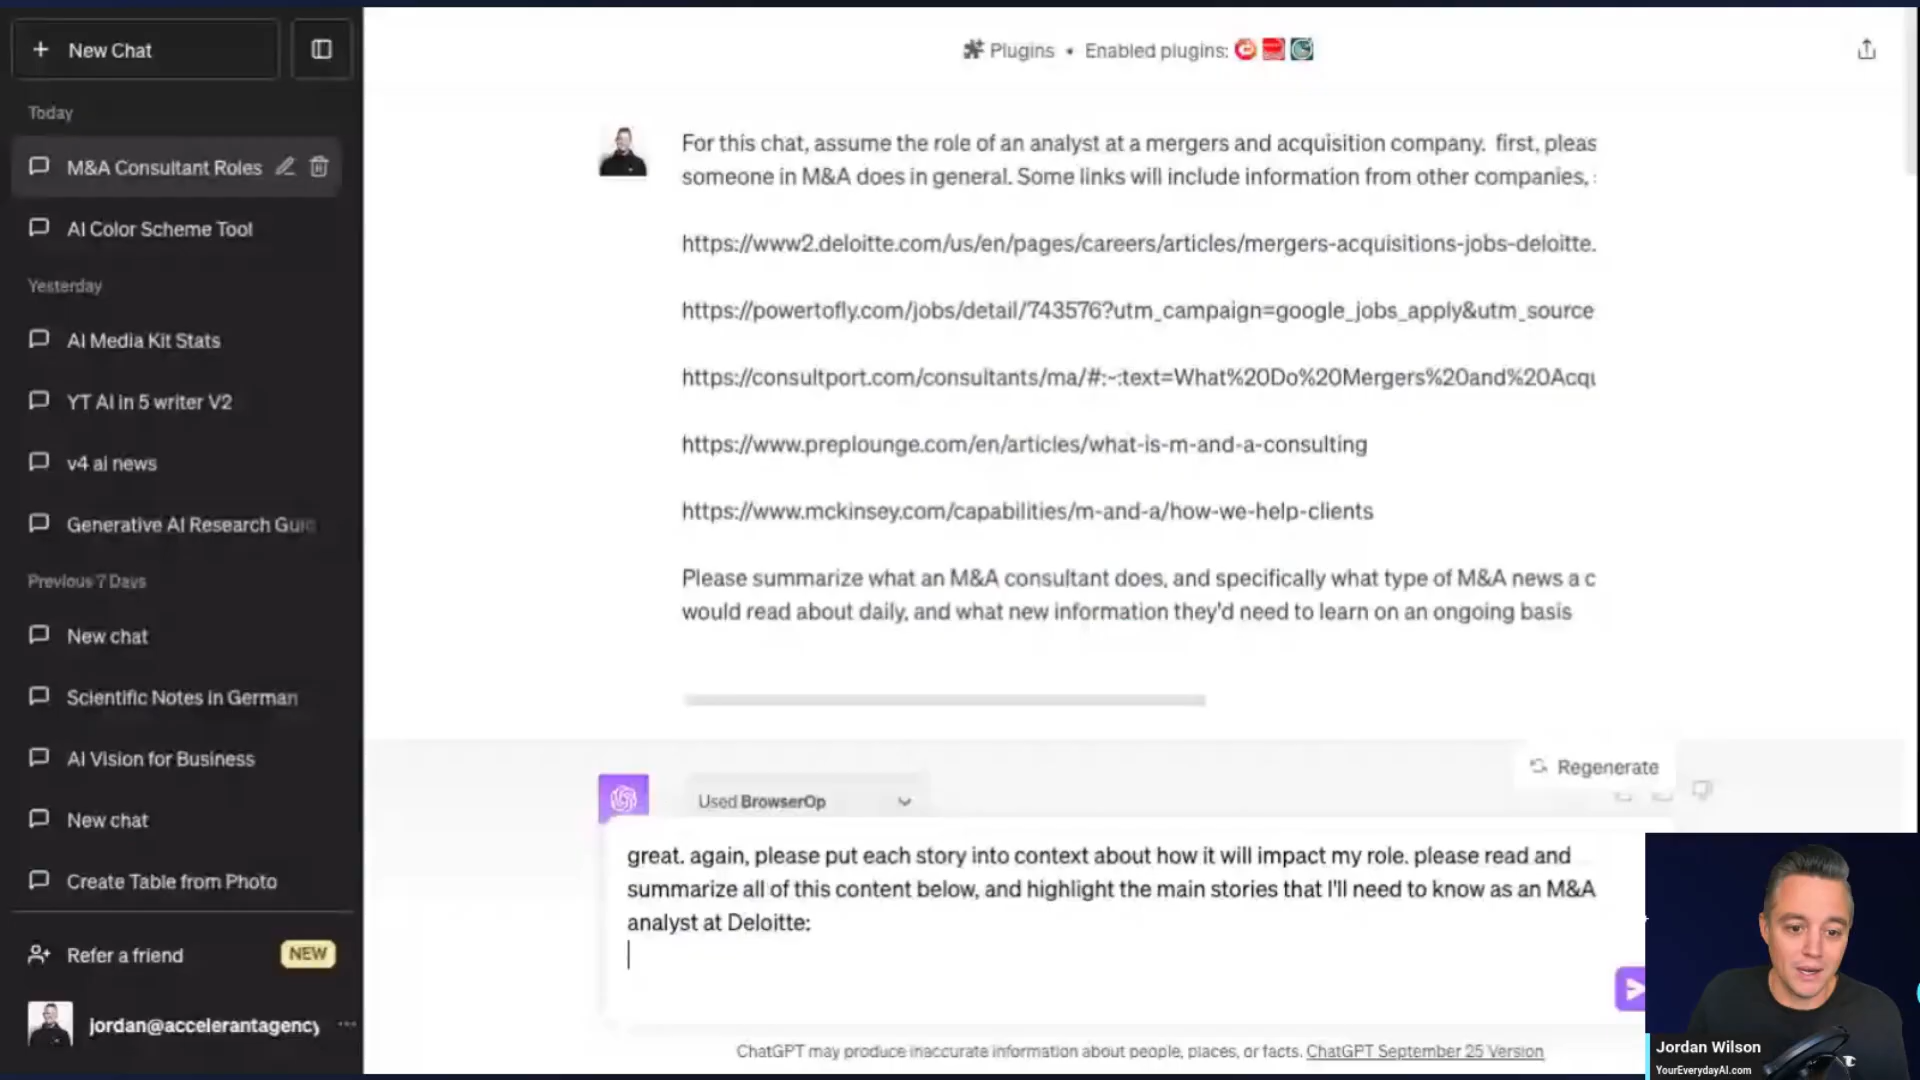 New Chat
Today
M&A Consultant Roles
AI Color Scheme Tool
Yesterday
AI Media Kit Stats
YT AI in 5 writer V2
v4 ai news
Generative AI Research Guid
Previous 7 Days
New chat
Scientific Notes in German
AI Vision for Business
New chat
Create Table from Photo
Refer a friend NEW
jordan@accelerantagency
Plugins • Enabled plugins:
For this chat, assume the role of an analyst at a mergers and acquisition company. first, pleas
someone in M&A does in general. Some links will include information from other companies,
https://www2.deloitte.com/us/en/pages/careers/articles/mergers-acquisitions-jobs-deloitte.
https://powertofly.com/jobs/detail/743576?utm_campaign=google_jobs_apply&utm_source
https://consultport.com/consultants/ma/#:~:text=What%20Do%20Mergers%20and%20Acqu
https://www.preplounge.com/en/articles/what-is-m-and-a-consulting
https://www.mckinsey.com/capabilities/m-and-a/how-we-help-clients
Please summarize what an M&A consultant does, and specifically what type of M&A news a c
would read about daily, and what new information they'd need to learn on an ongoing basis
Regenerate
Used BrowserOp
great. again, please put each story into context about how it will impact my role. please read and
summarize all of this content below, and highlight the main stories that I'll need to know as an M&A
analyst at Deloitte:
ChatGPT may produce inaccurate information about people, places, or facts. ChatGPT September 25 Version
Jordan Wilson
YourEverydayAI.com